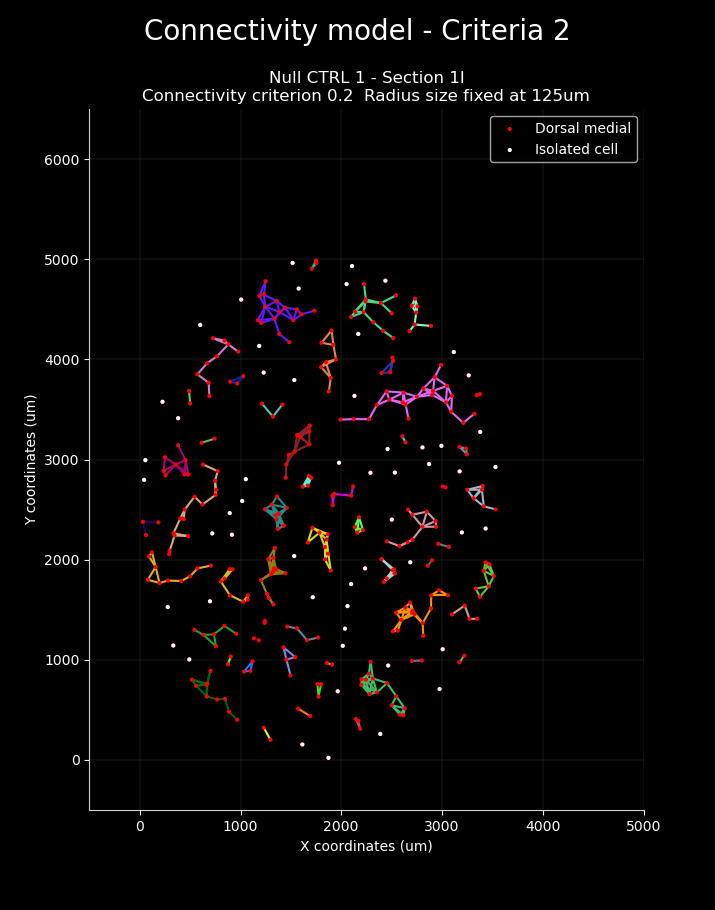 Connectivity model - Criteria 2
Null CTRL 1 - Section 1I
Connectivity criterion 0.2 Radius size fixed at 125um
Dorsal medial
Isolated cell
6000
5000
4000
3000
2000
1000
0
Y coordinates (um)
0 1000 2000 3000 4000 5000
X coordinates (um)